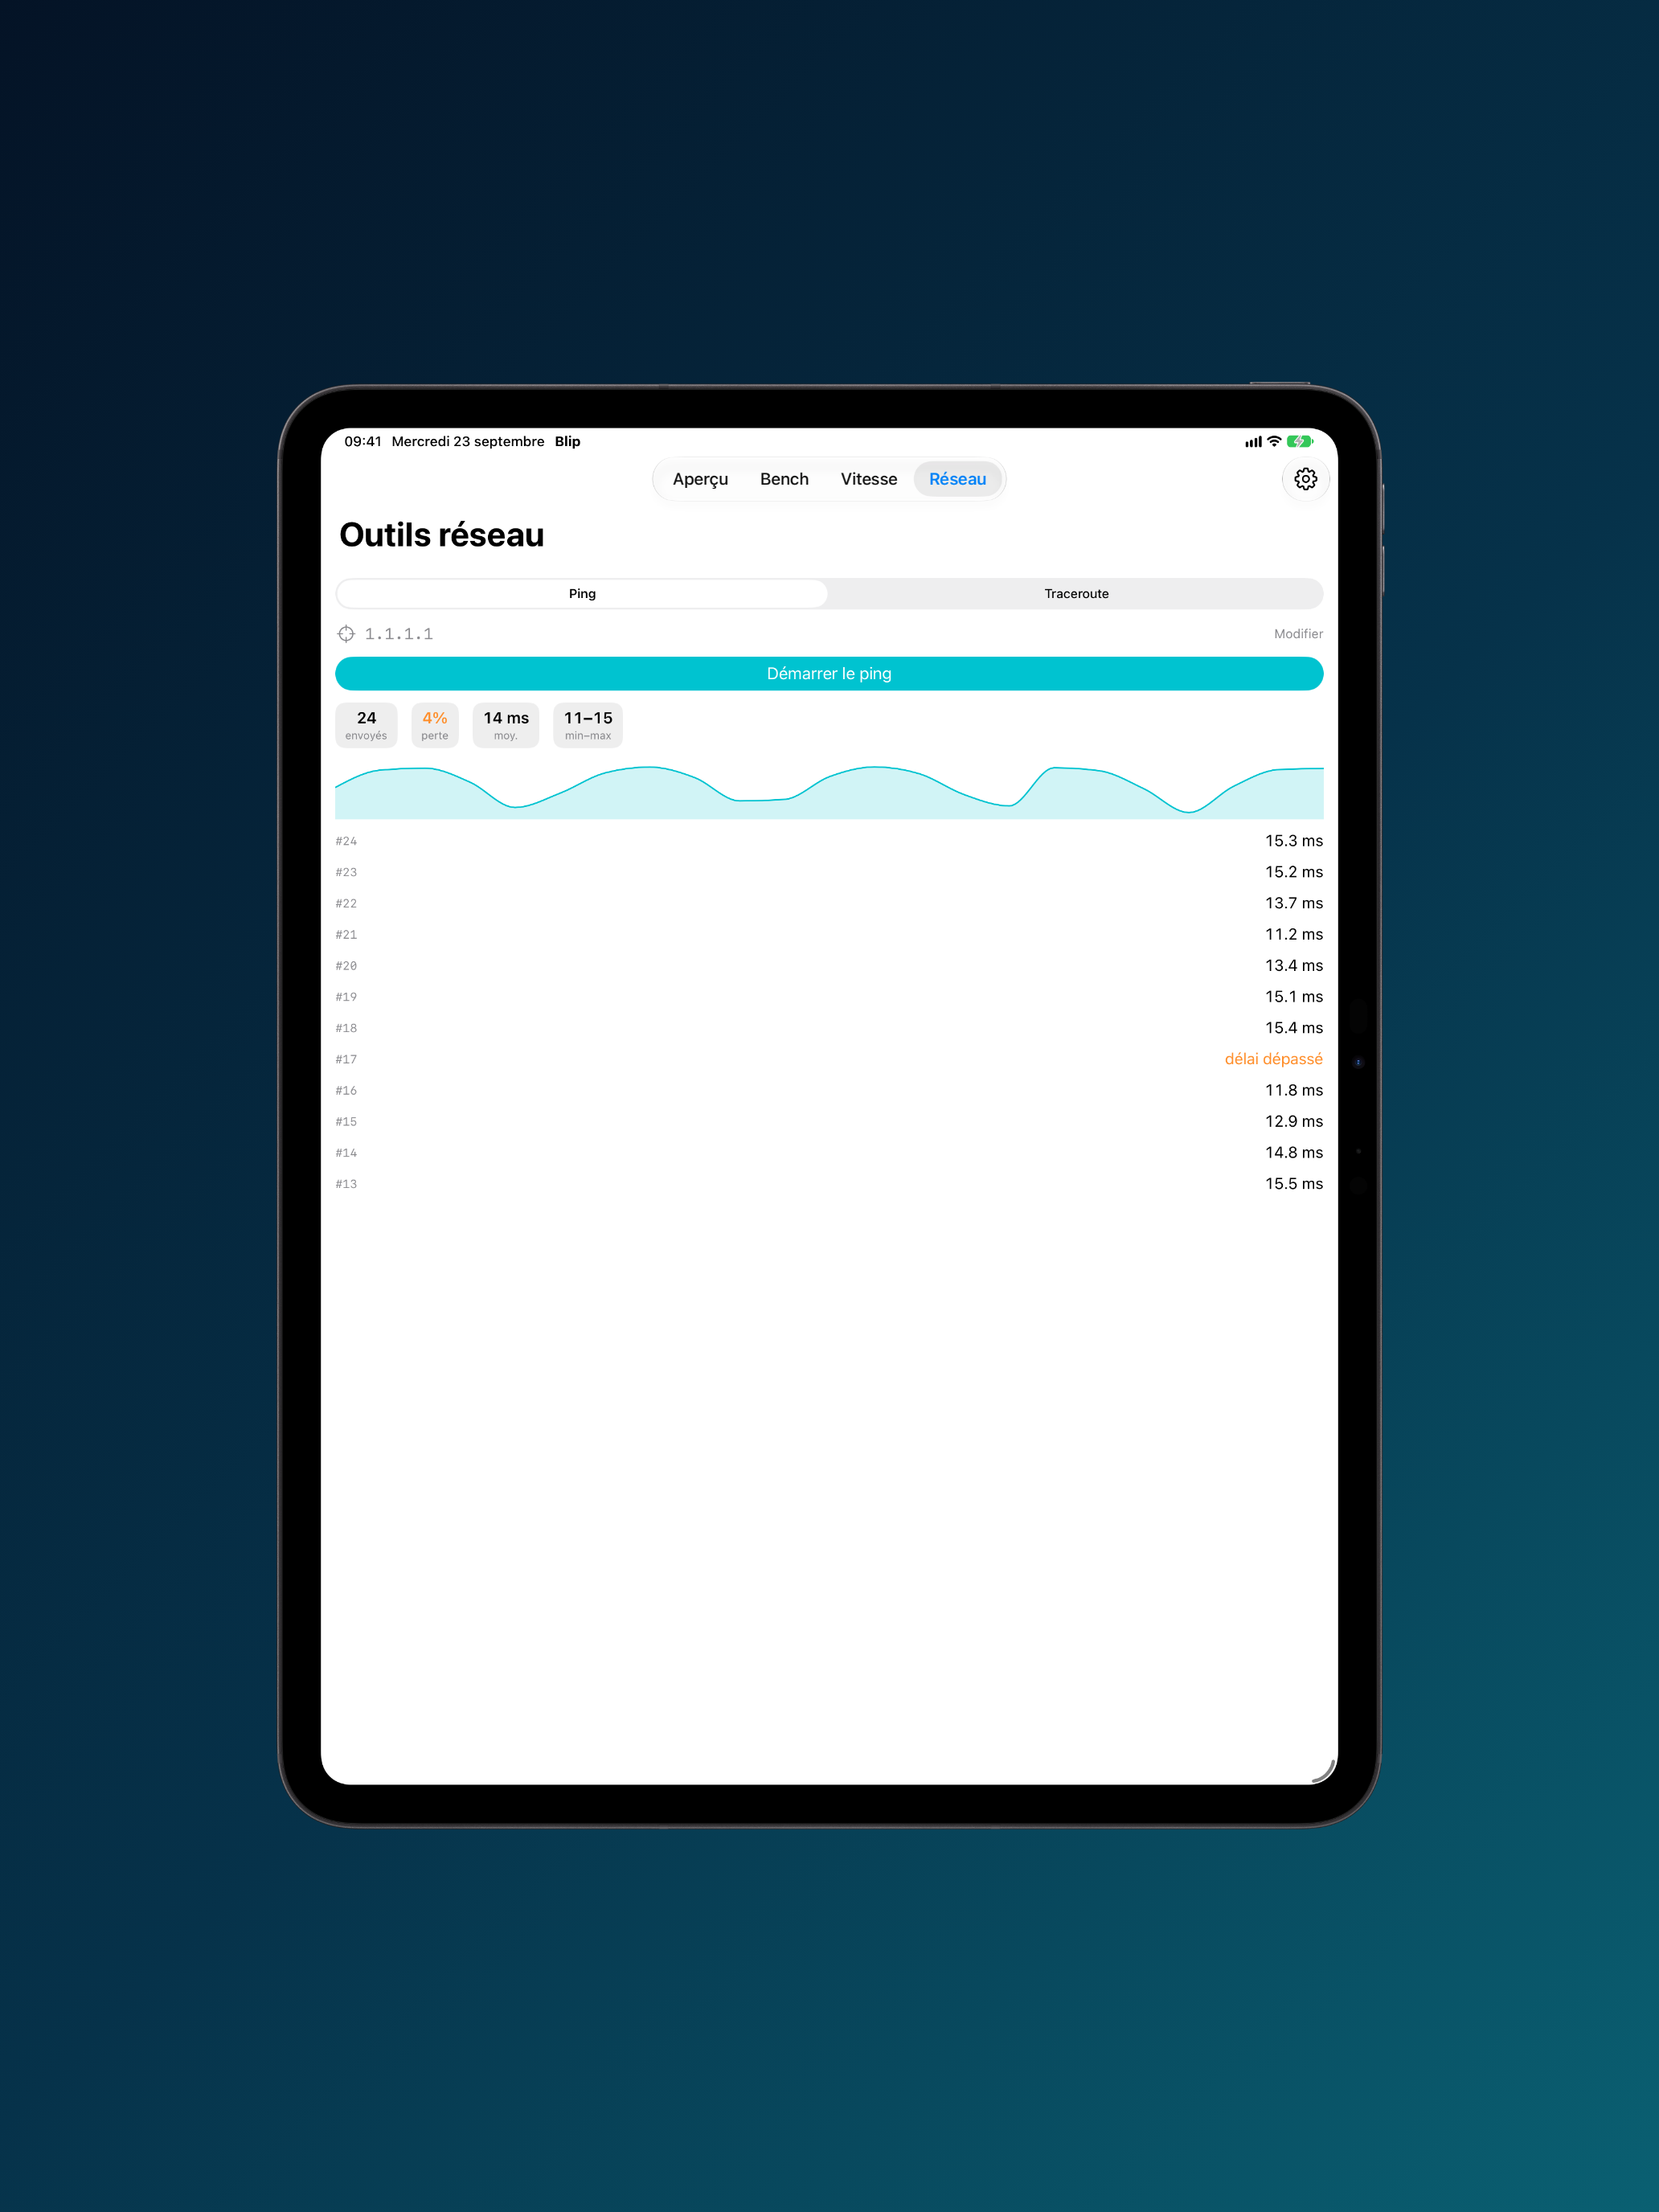 09:41 Mercredi 23 septembre Blip
Aperçu Bench Vitesse Réseau
Outils réseau
Ping Traceroute
1.1.1.1 Modifier
Démarrer le ping
24 4% 14 ms 11–15
envoyés perte moy. min–max
#24 15.3 ms
#23 15.2 ms
#22 13.7 ms
#21 11.2 ms
#20 13.4 ms
#19 15.1 ms
#18 15.4 ms
#17 délai dépassé
#16 11.8 ms
#15 12.9 ms
#14 14.8 ms
#13 15.5 ms